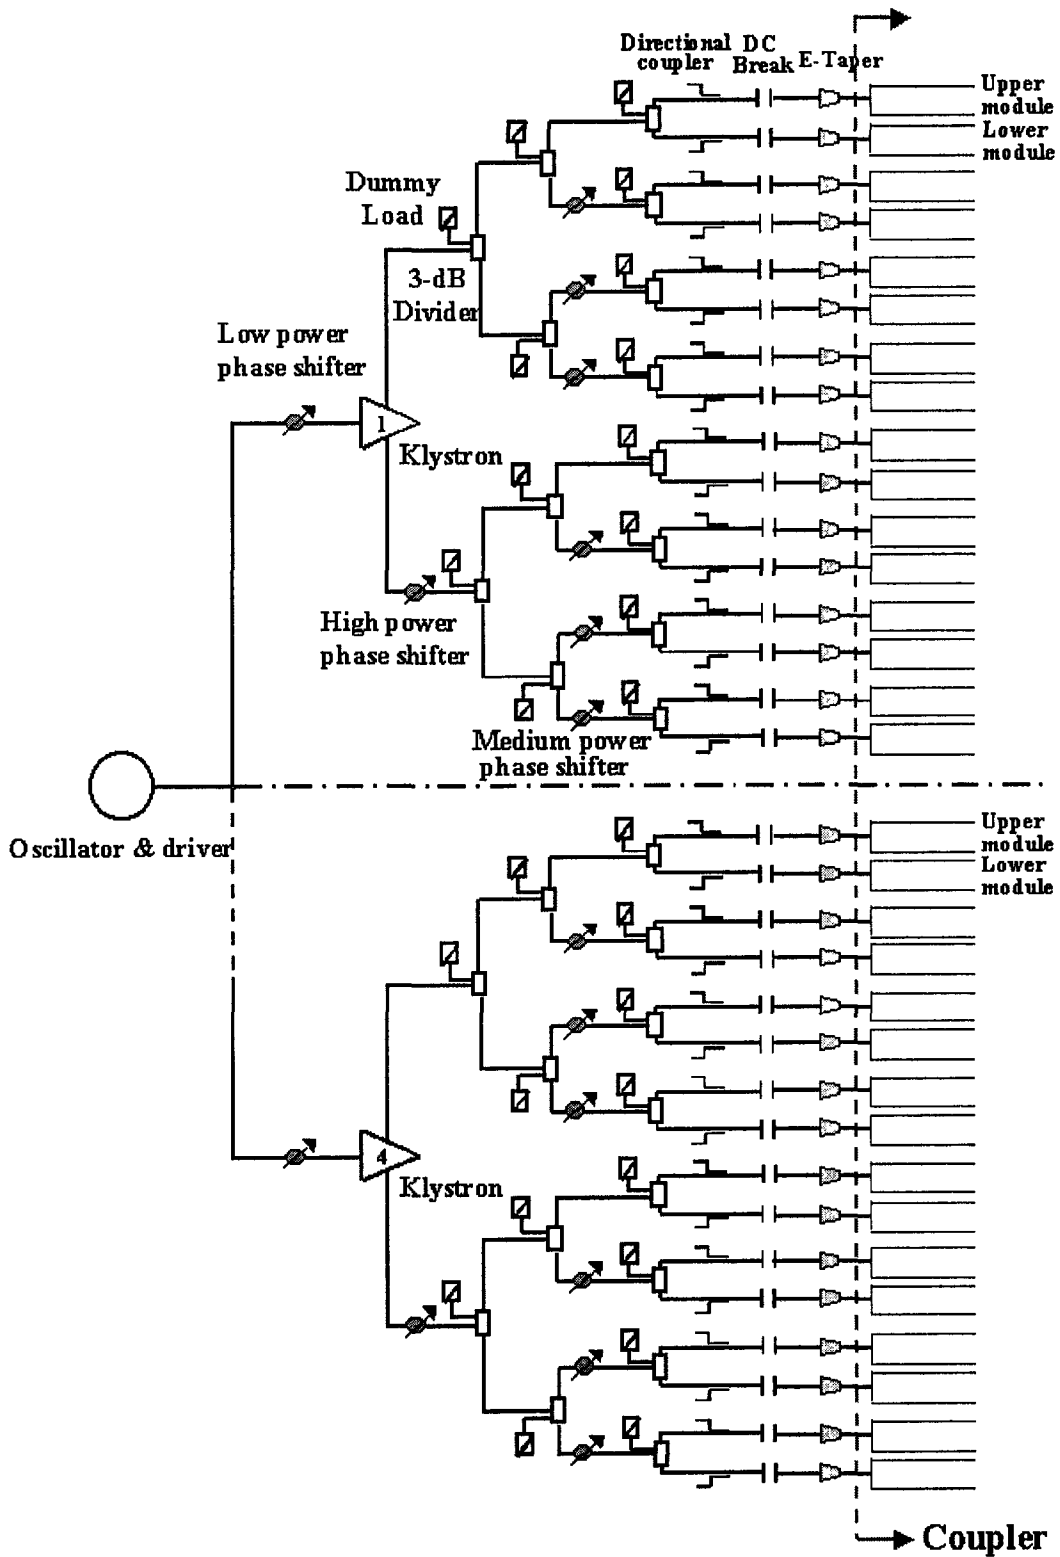 Directional
coupler
DC
Break
E-Taper
Upper
module
Lower
module
Dummy
Load
3-dB
Divider
Low power
phase shifter
1
Klystron
High power
phase shifter
Medium power
phase shifter
Oscillator & driver
Upper
module
Lower
module
4
Klystron
Coupler